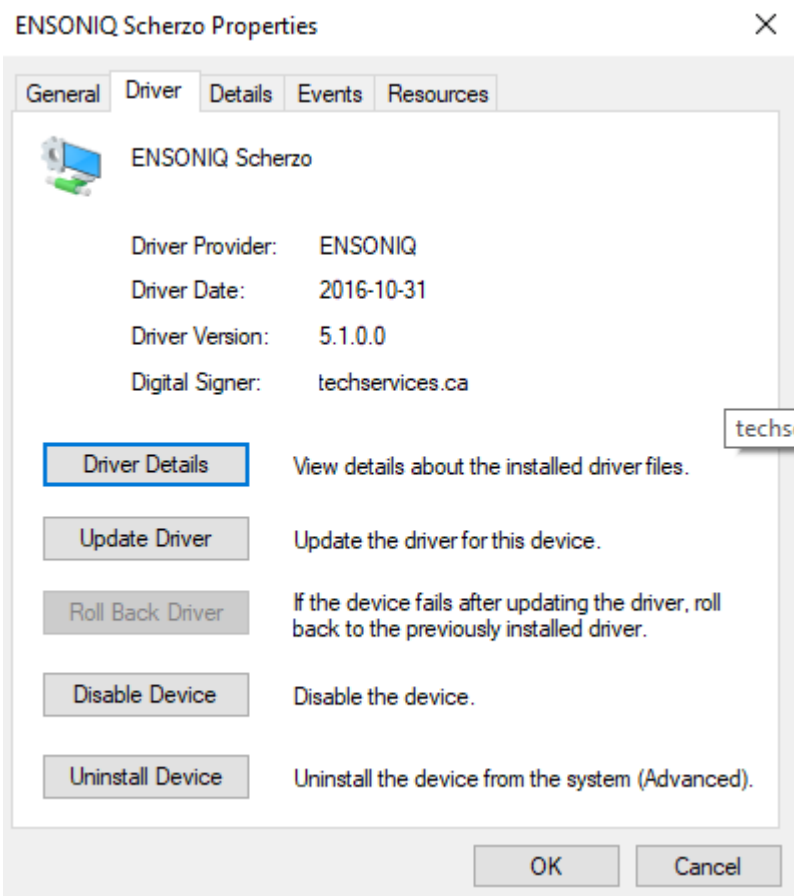 ENSONIQ Scherzo Properties
General Driver Details Events Resources
ENSONIQ Scherzo
Driver Provider: ENSONIQ
Driver Date: 2016-10-31
Driver Version: 5.1.0.0
Digital Signer: techservices.ca
techs
Driver Details View details about the installed driver files.
Update Driver Update the driver for this device.
Roll Back Driver If the device fails after updating the driver, roll
back to the previously installed driver.
Disable Device Disable the device.
Uninstall Device Uninstall the device from the system (Advanced).
OK Cancel